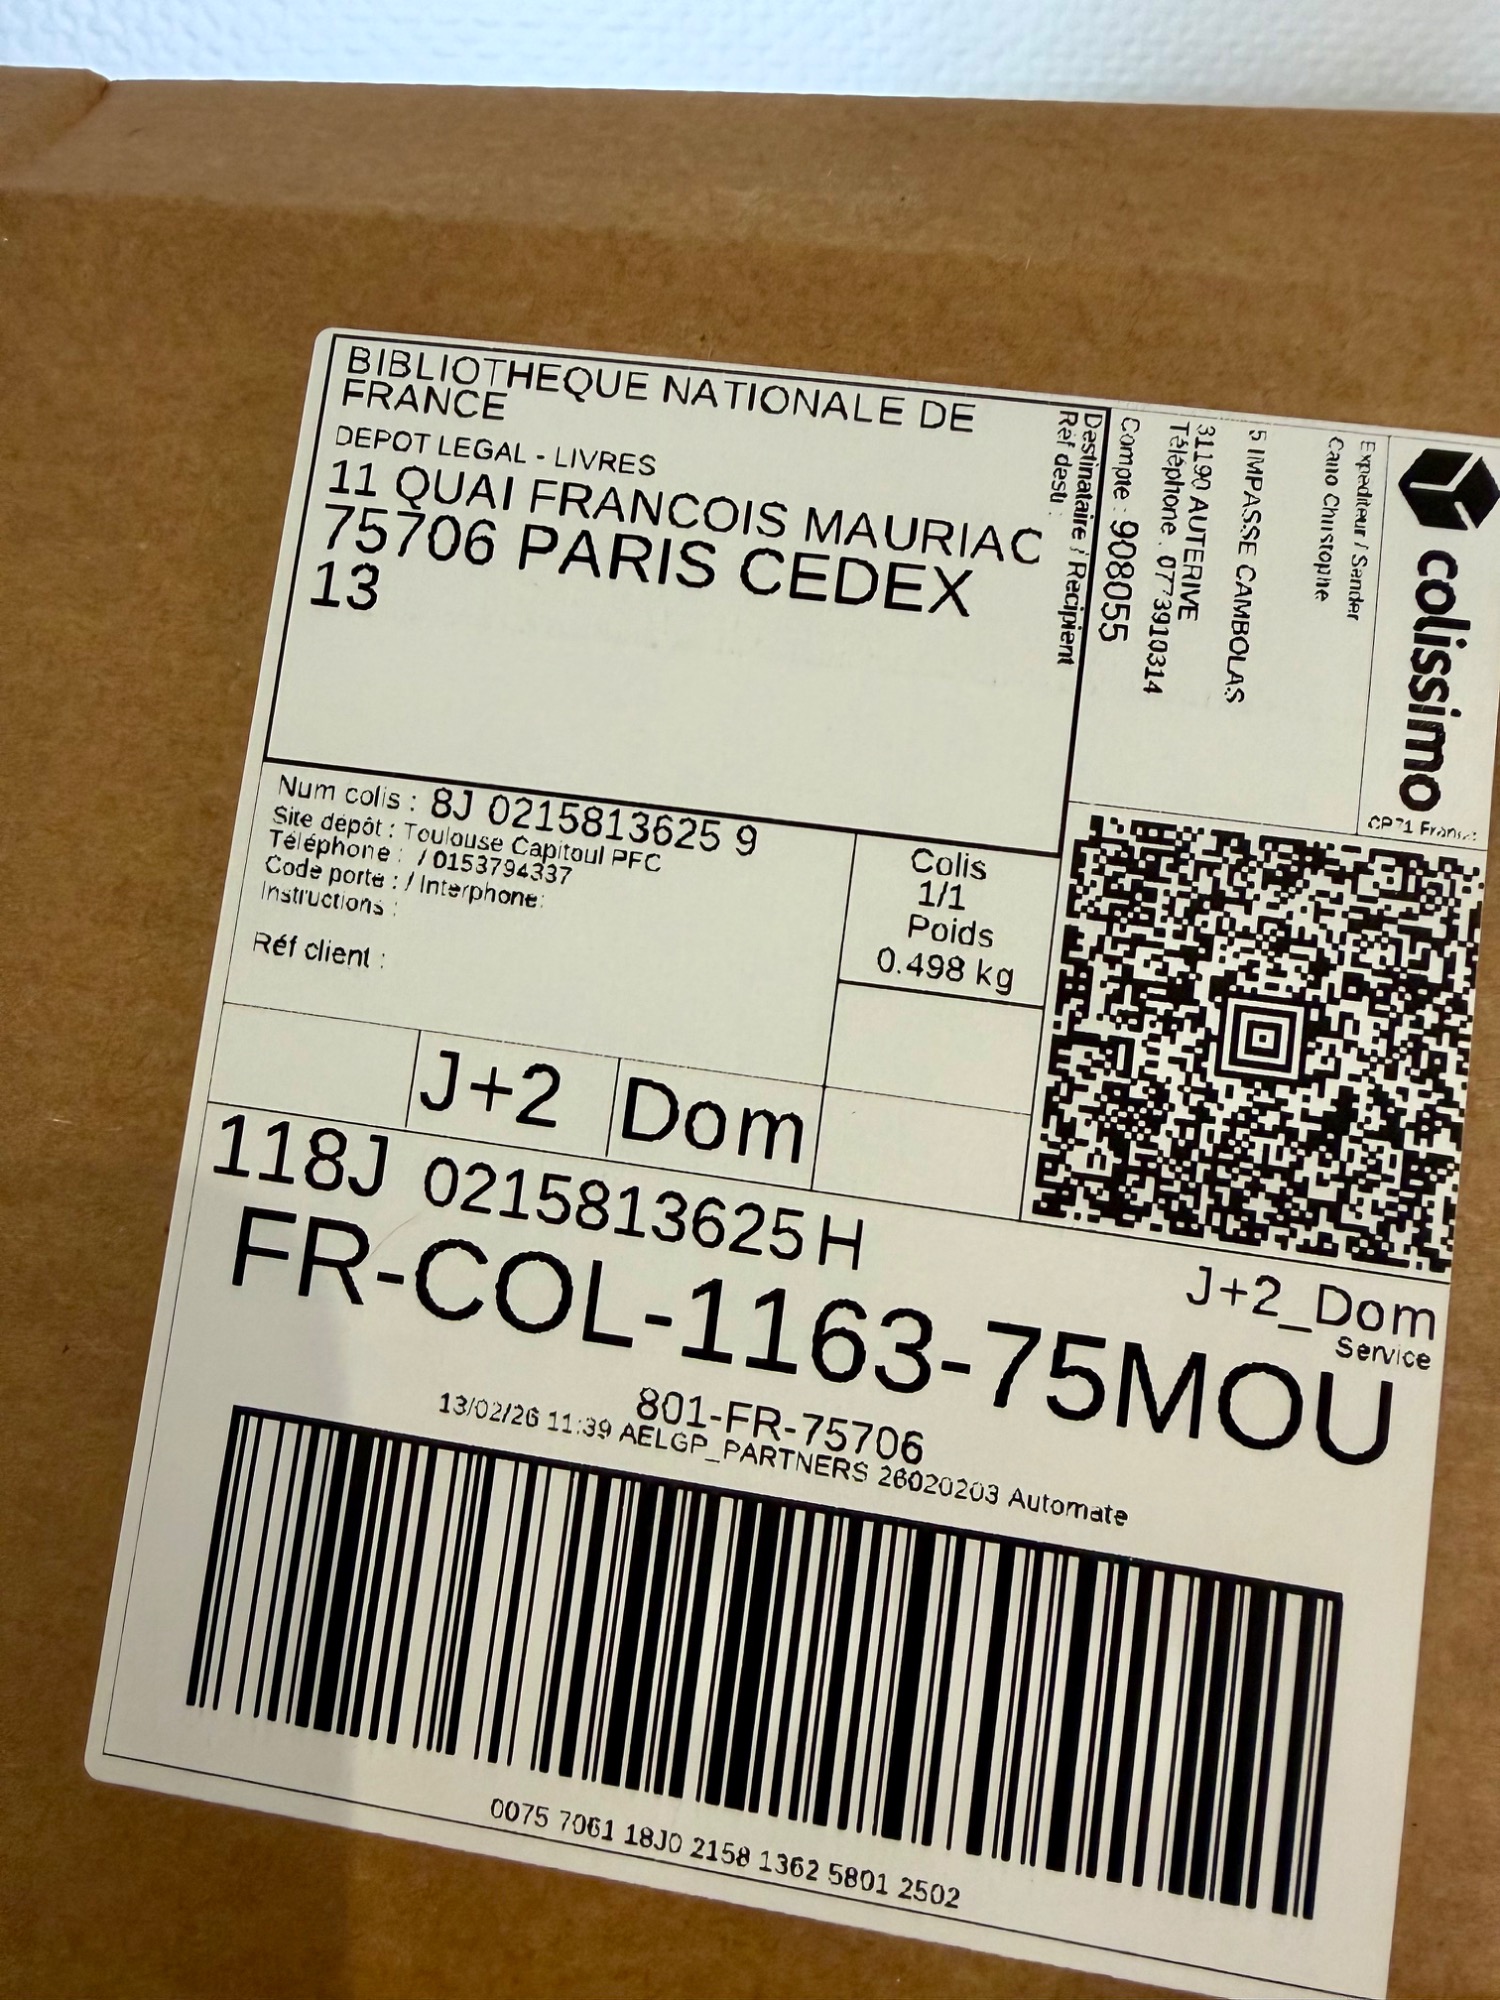 BIBLIOTHEQUE NATIONALE DE
FRANCE
DEPOT LEGAL - LIVRES
11 QUAI FRANCOIS MAURIAC
75706 PARIS CEDEX
13
Destinataire / Recipient
Réf desti :
colissimo
Expéditeur / Sender
Cano Christophe
5 IMPASSE CAMBOLAS
31190 AUTERIVE
Téléphone : 0773910314
Compte : 908055
Num colis : 8J 0215813625 9
Site dépôt : Toulouse Capitoul PFC
Téléphone : / 0153794337
Code porte : / Interphone:
Instructions :
Réf client :
Colis
1/1
Poids
0.498 kg
J+2 Dom
118J 0215813625 H
J+2_Dom
Service
FR-COL-1163-75MOU
801-FR-75706
13/02/26 11:39 AELGP_PARTNERS 26020203 Automate
0075 7061 18J0 2158 1362 5801 2502